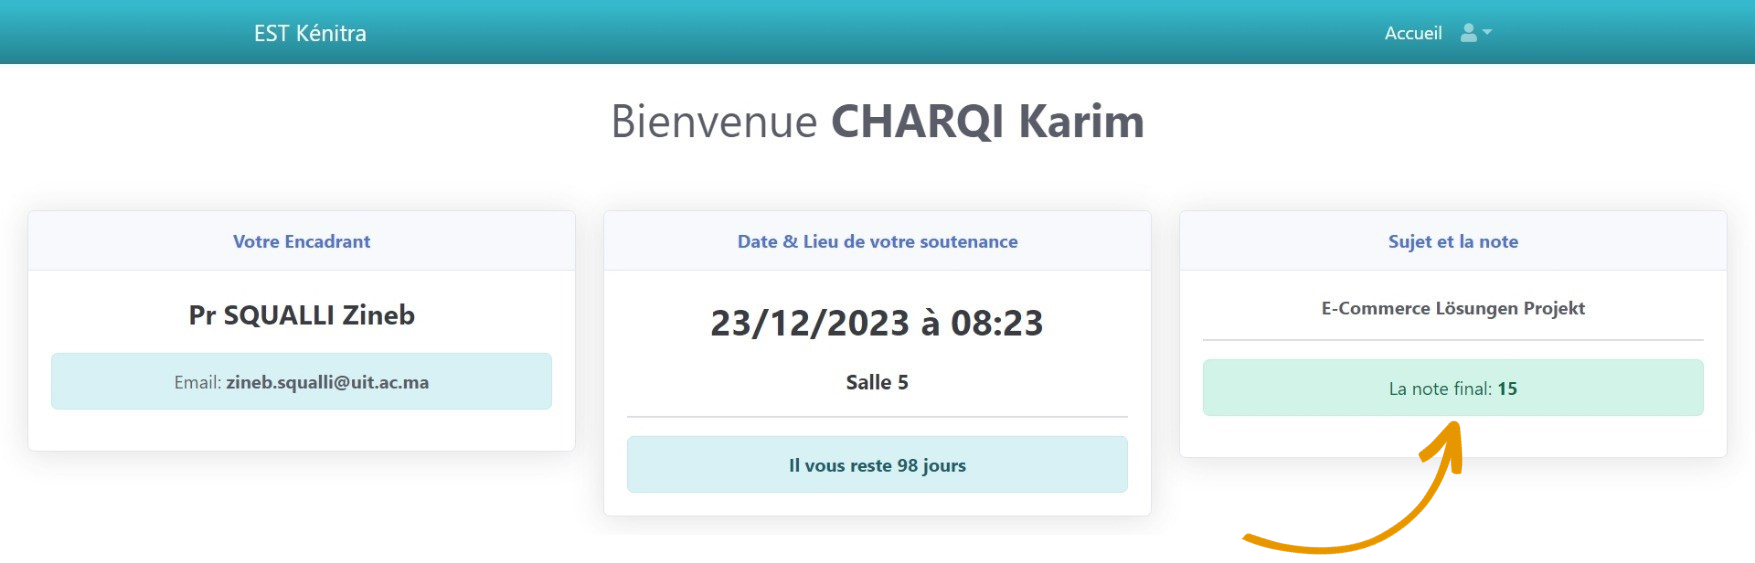 EST Kénitra
Accueil
Bienvenue CHARQI Karim
Votre Encadrant
Pr SQUALLI Zineb
Email: zineb.squalli@uit.ac.ma
Date & Lieu de votre soutenance
23/12/2023 à 08:23
Salle 5
Il vous reste 98 jours
Sujet et la note
E-Commerce Lösungen Projekt
La note final: 15